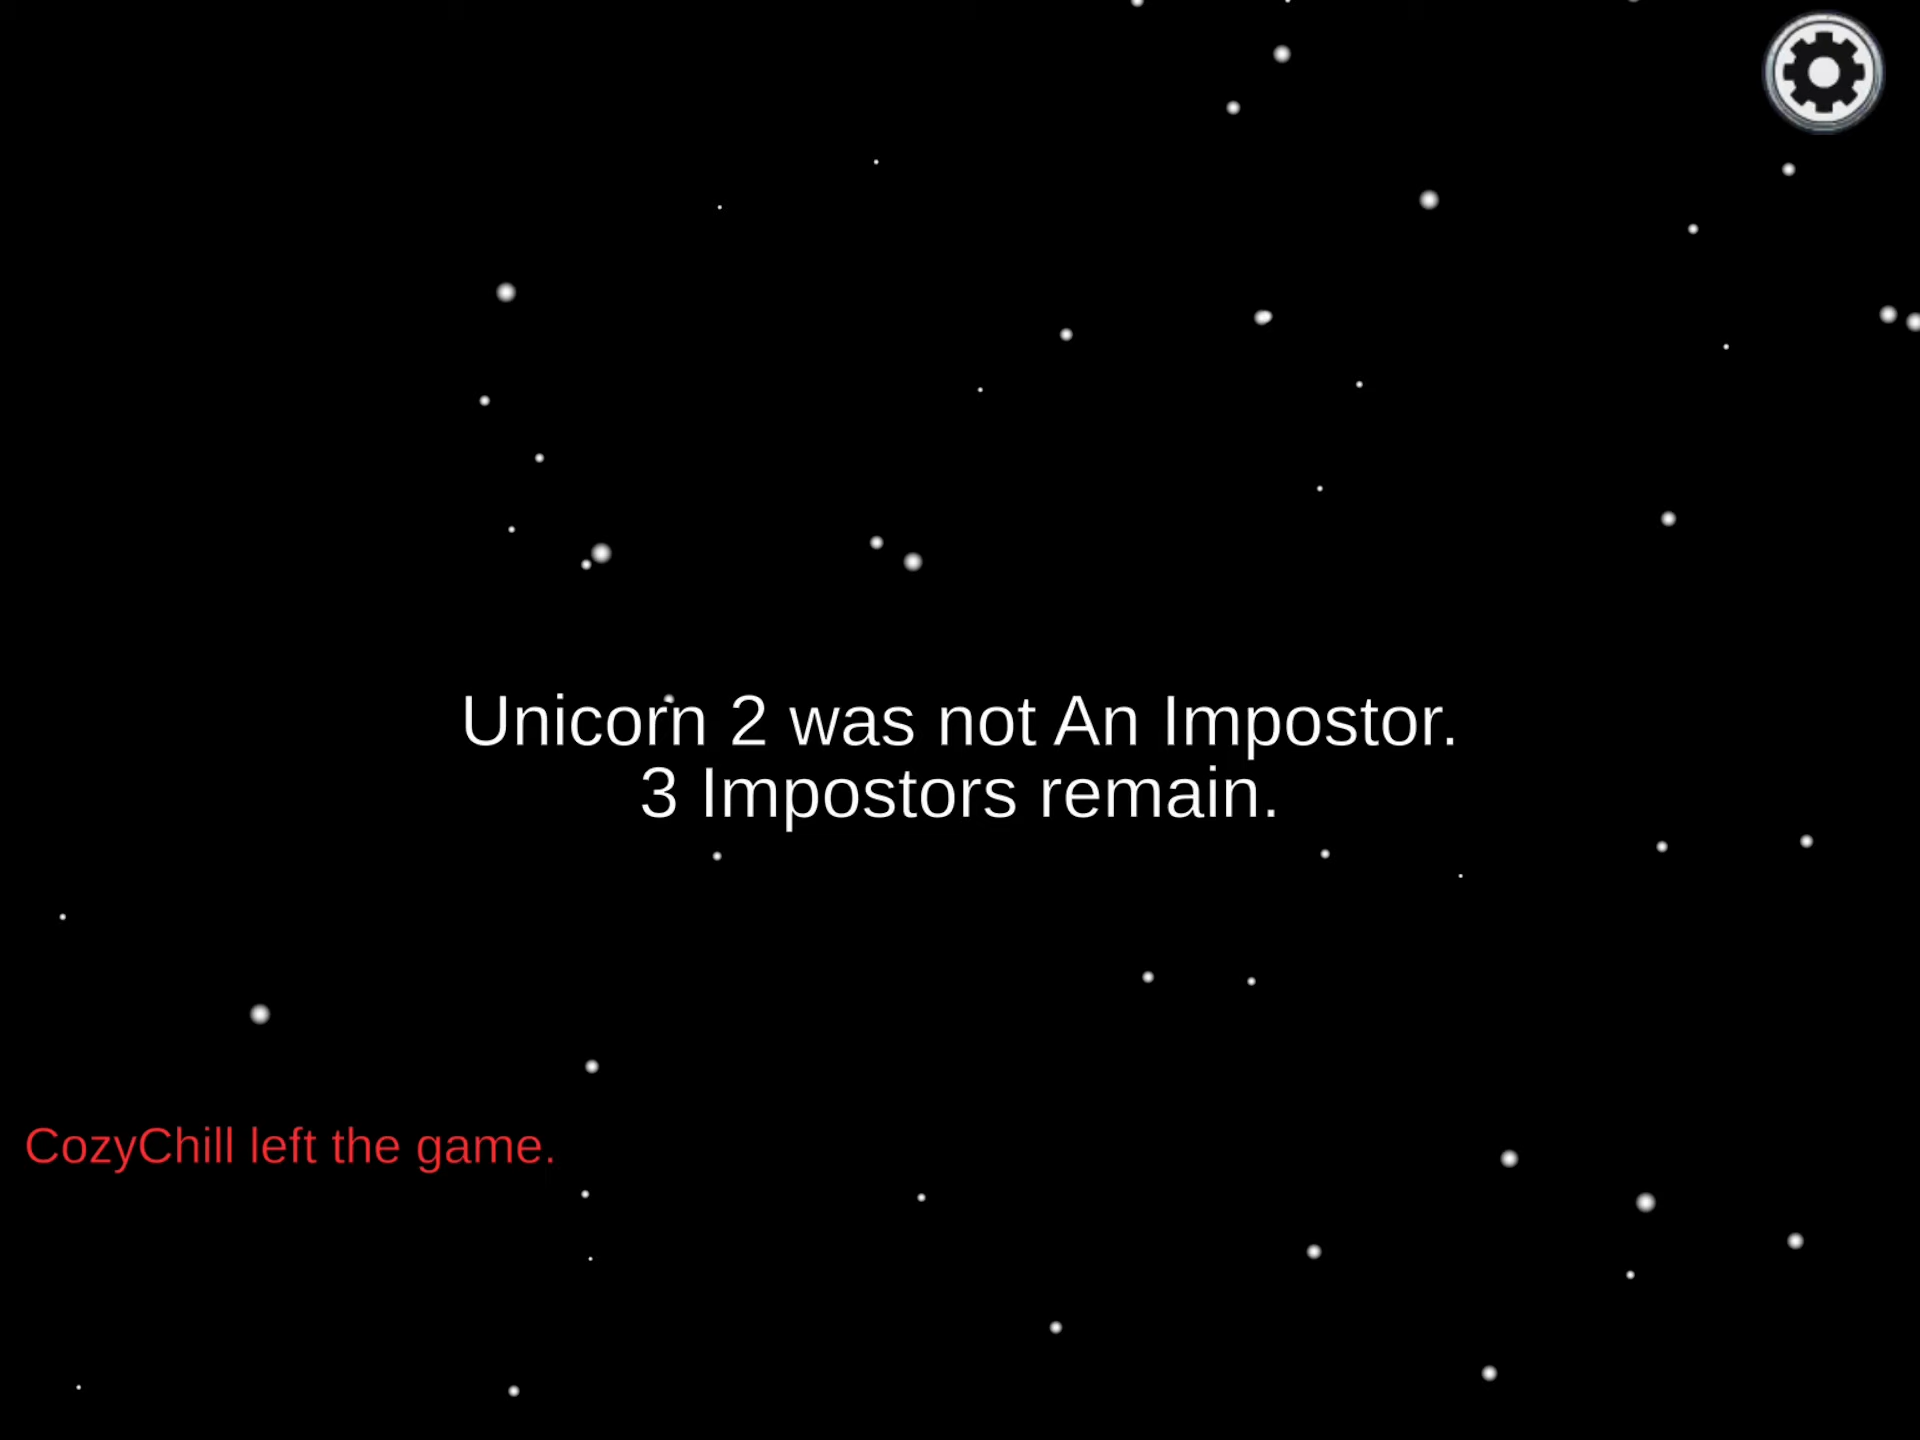 Unicorn 2 was not An Impostor.
3 Impostors remain.
CozyChill left the game.